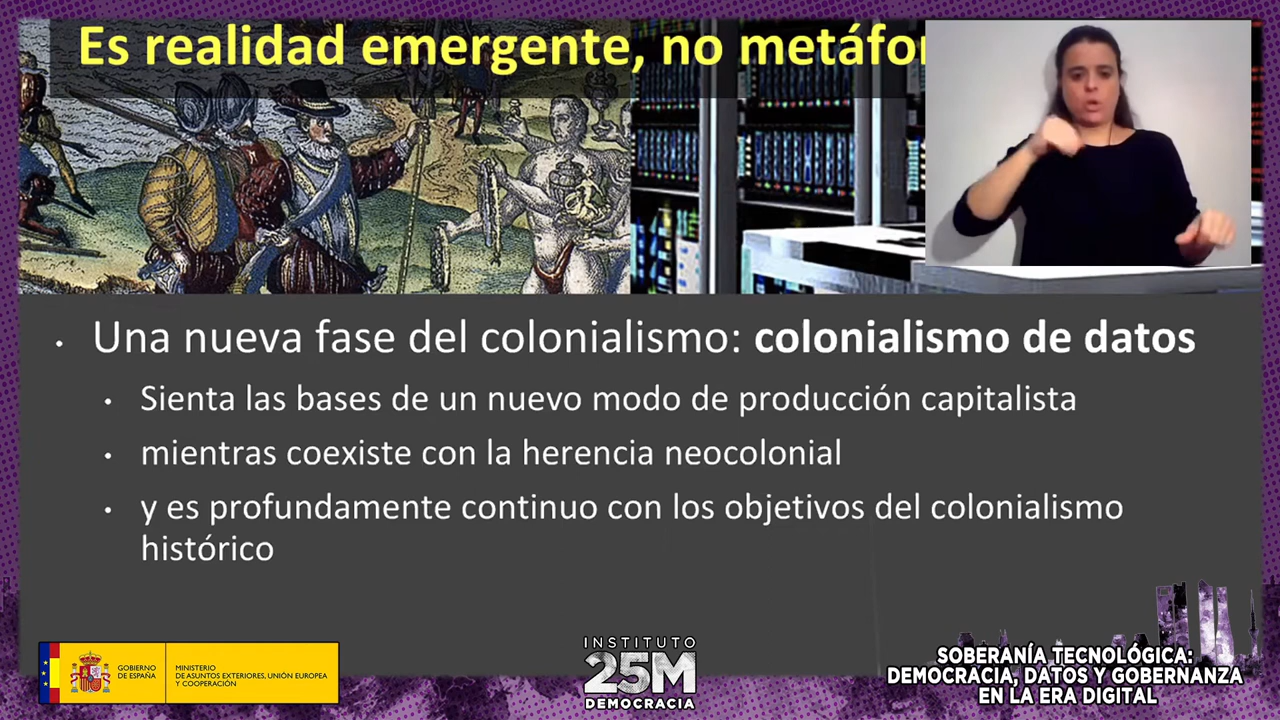 Es realidad emergente, no metáfor
• Una nueva fase del colonialismo: colonialismo de datos
• Sienta las bases de un nuevo modo de producción capitalista
• mientras coexiste con la herencia neocolonial
• y es profundamente continuo con los objetivos del colonialismo
histórico
GOBIERNO
DE ESPAÑA
MINISTERIO
DE ASUNTOS EXTERIORES, UNIÓN EUROPEA
Y COOPERACIÓN
INSTITUTO
25M
DEMOCRACIA
SOBERANÍA TECNOLÓGICA:
DEMOCRACIA, DATOS Y GOBERNANZA
EN LA ERA DIGITAL